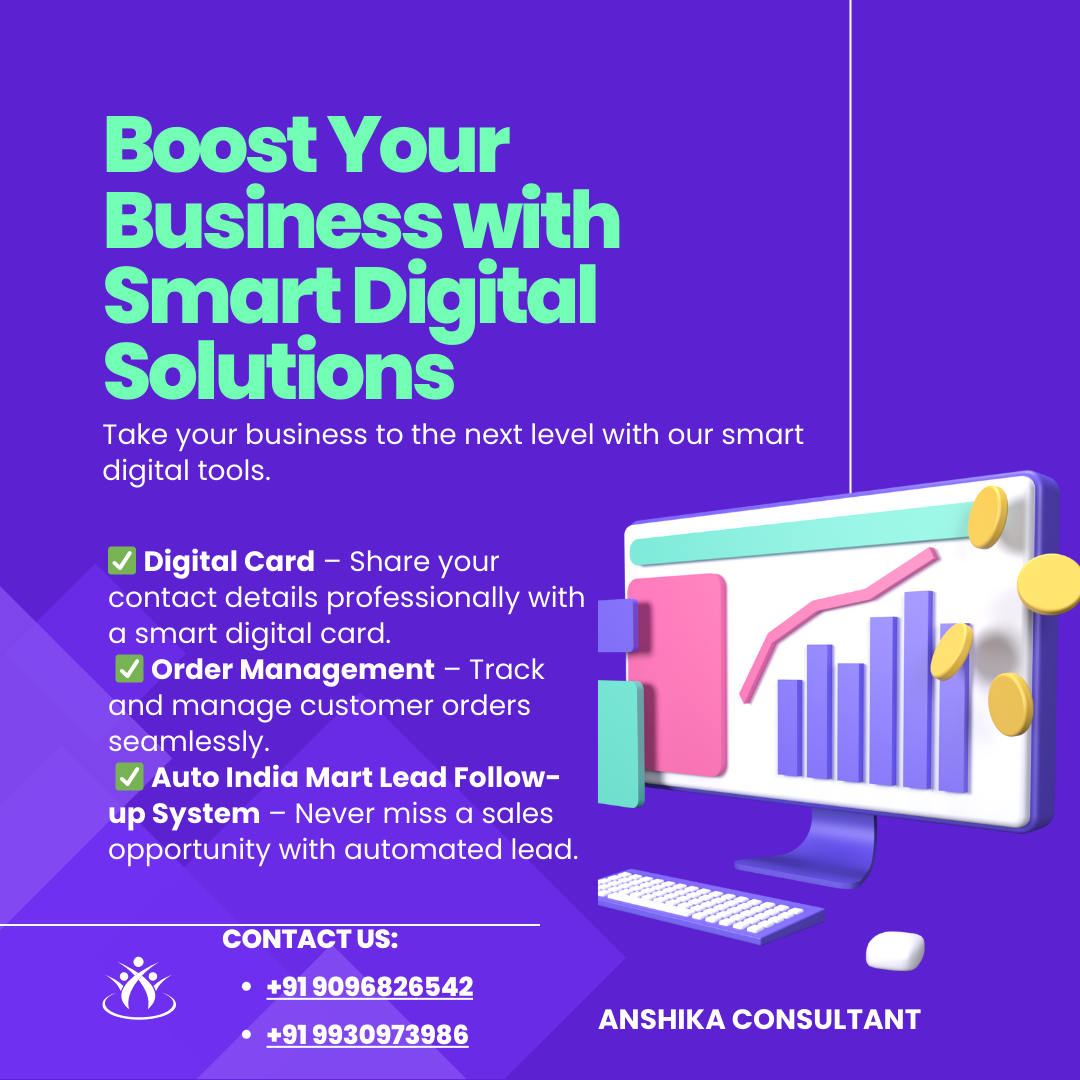 Boost Your
Business with
Smart Digital
Solutions
Take your business to the next level with our smart
digital tools.
✅ Digital Card – Share your
contact details professionally with
a smart digital card.
✅ Order Management – Track
and manage customer orders
seamlessly.
✅ Auto India Mart Lead Follow-
up System – Never miss a sales
opportunity with automated lead.
CONTACT US:
• +91 9096826542
• +91 9930973986
ANSHIKA CONSULTANT